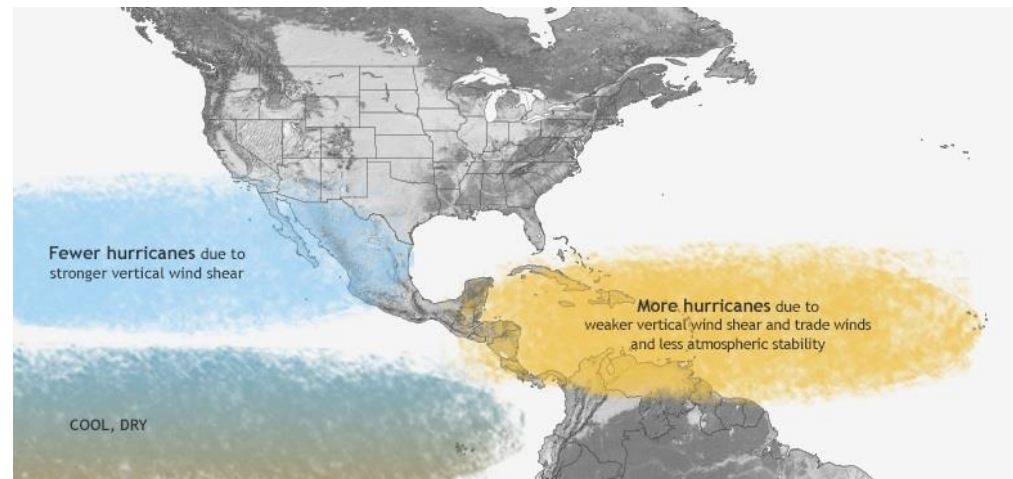 Fewer hurricanes due to
stronger vertical wind shear
More hurricanes due to
weaker vertical wind shear and trade winds
and less atmospheric stability
COOL, DRY